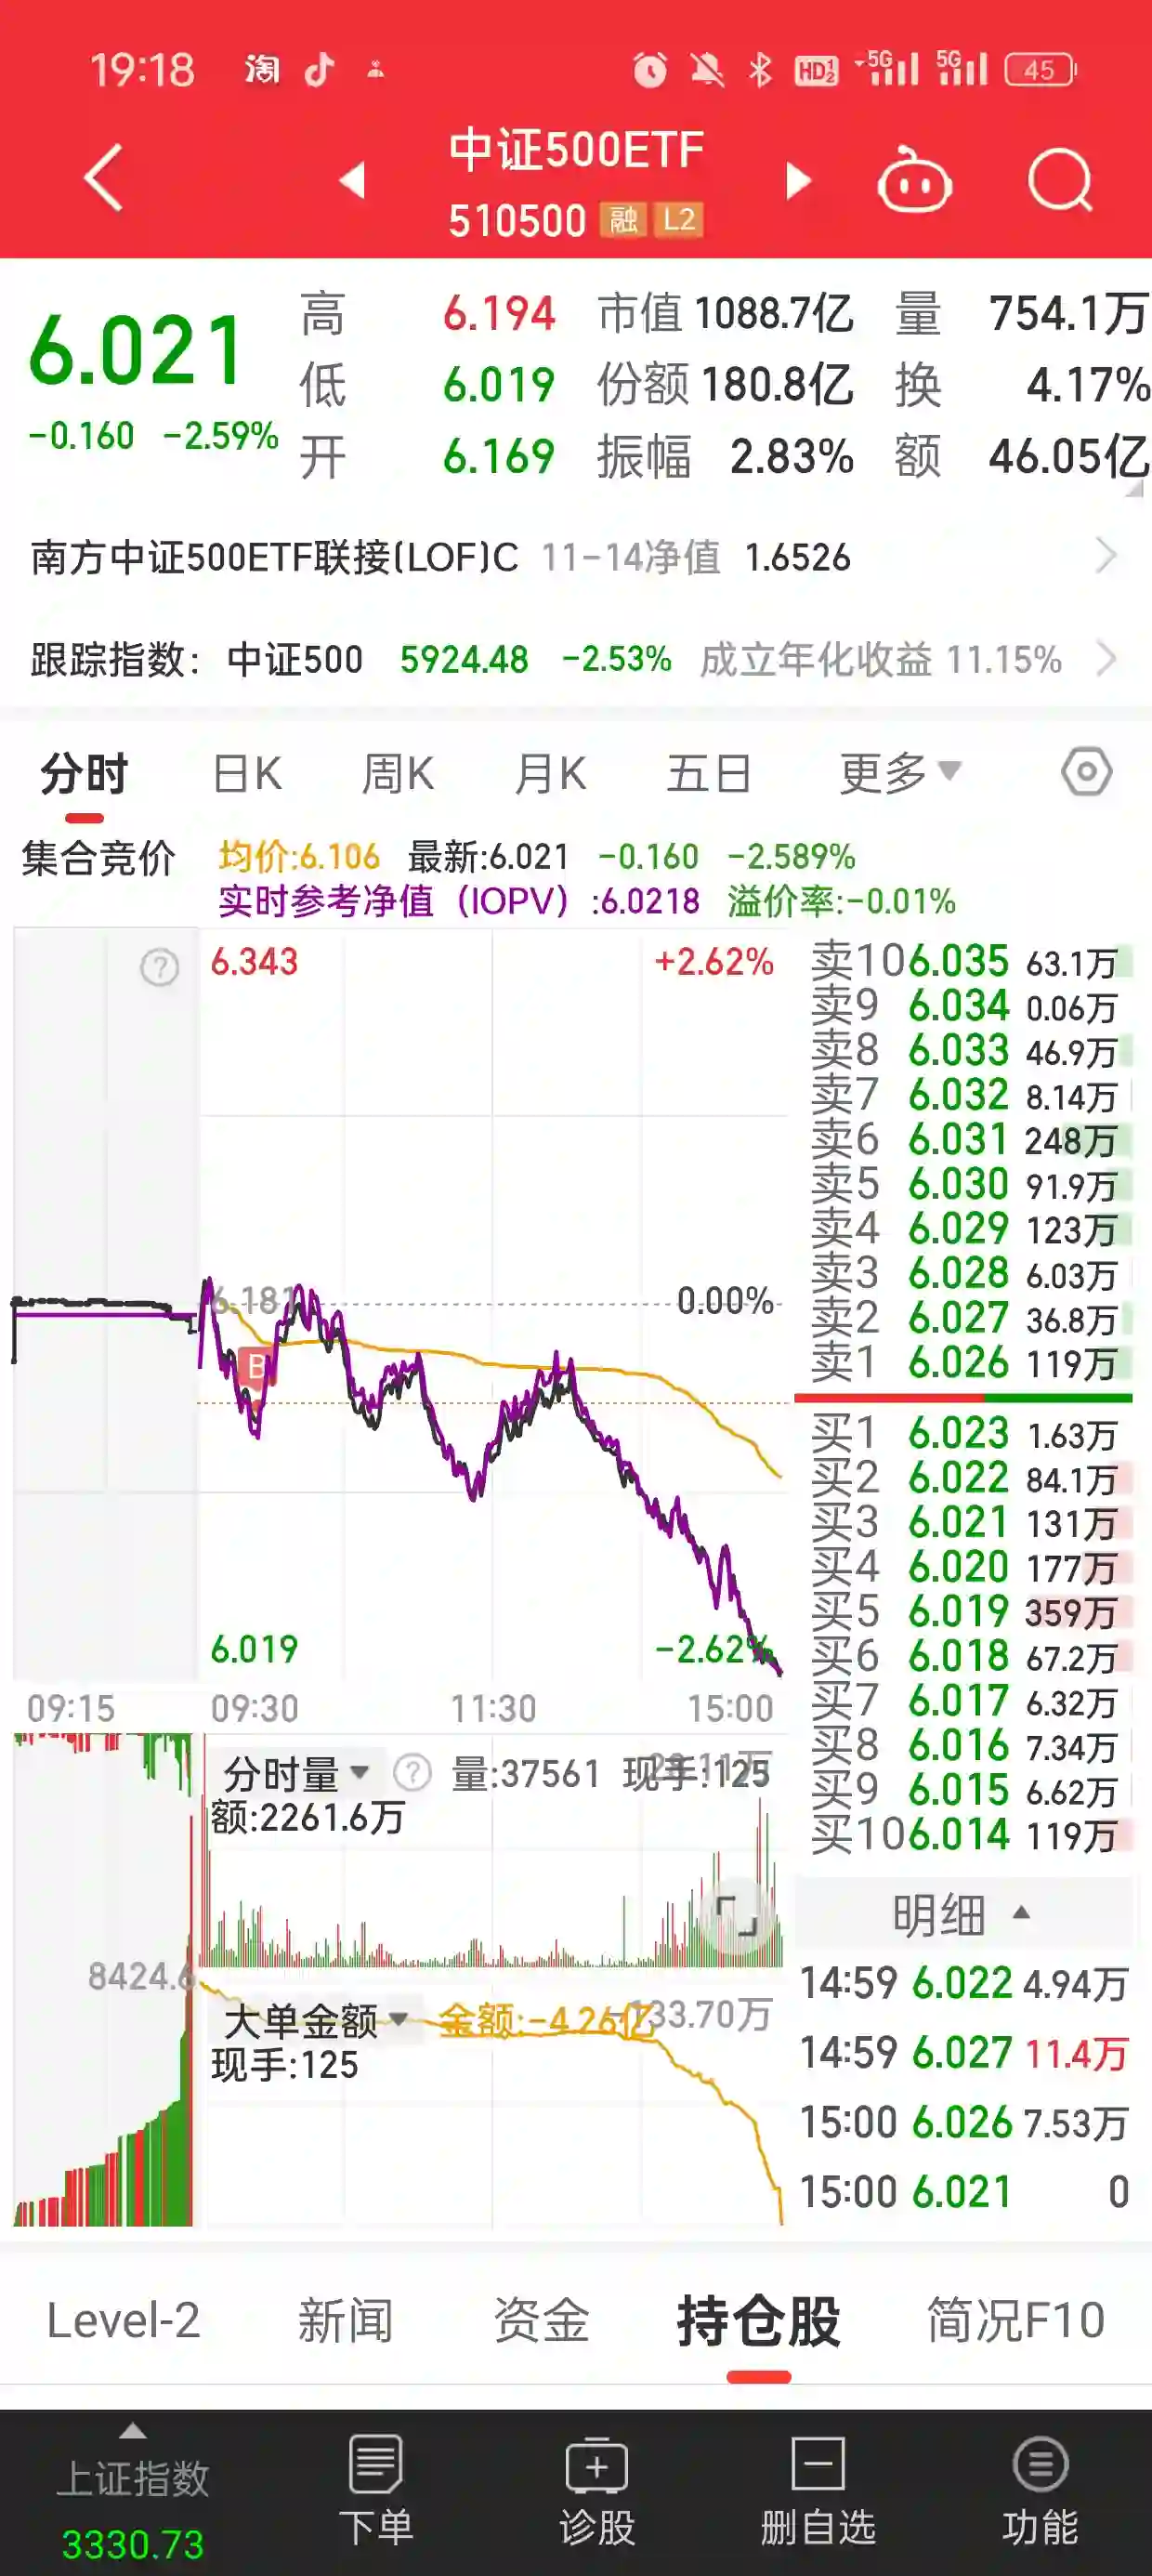 19:18 淘 HD 1 2 5G 5G 45
中证500ETF
510500 融 L2
6.021
-0.160 -2.59%
高 6.194 市值 1088.7亿 量 754.1万
低 6.019 份额 180.8亿 换 4.17%
开 6.169 振幅 2.83% 额 46.05亿
南方中证500ETF联接(LOF)C 11-14净值 1.6526
跟踪指数: 中证500 5924.48 -2.53% 成立年化收益 11.15%
分时 日K 周K 月K 五日 更多
集合竞价 均价:6.106 最新:6.021 -0.160 -2.589%
实时参考净值（IOPV）:6.0218 溢价率:-0.01%
? 6.343 +2.62%
6.181 0.00%
B
6.019 -2.62%
09:15 09:30 11:30 15:00
分时量 ? 量:37561 现手:125
额:2261.6万
8424.6
大单金额 金额:-4.26亿 33.70万
现手:125
卖10 6.035 63.1万
卖9 6.034 0.06万
卖8 6.033 46.9万
卖7 6.032 8.14万
卖6 6.031 248万
卖5 6.030 91.9万
卖4 6.029 123万
卖3 6.028 6.03万
卖2 6.027 36.8万
卖1 6.026 119万
买1 6.023 1.63万
买2 6.022 84.1万
买3 6.021 131万
买4 6.020 177万
买5 6.019 359万
买6 6.018 67.2万
买7 6.017 6.32万
买8 6.016 7.34万
买9 6.015 6.62万
买10 6.014 119万
明细
14:59 6.022 4.94万
14:59 6.027 11.4万
15:00 6.026 7.53万
15:00 6.021 0
Level-2 新闻 资金 持仓股 简况F10
上证指数 下单 诊股 删自选 功能
3330.73